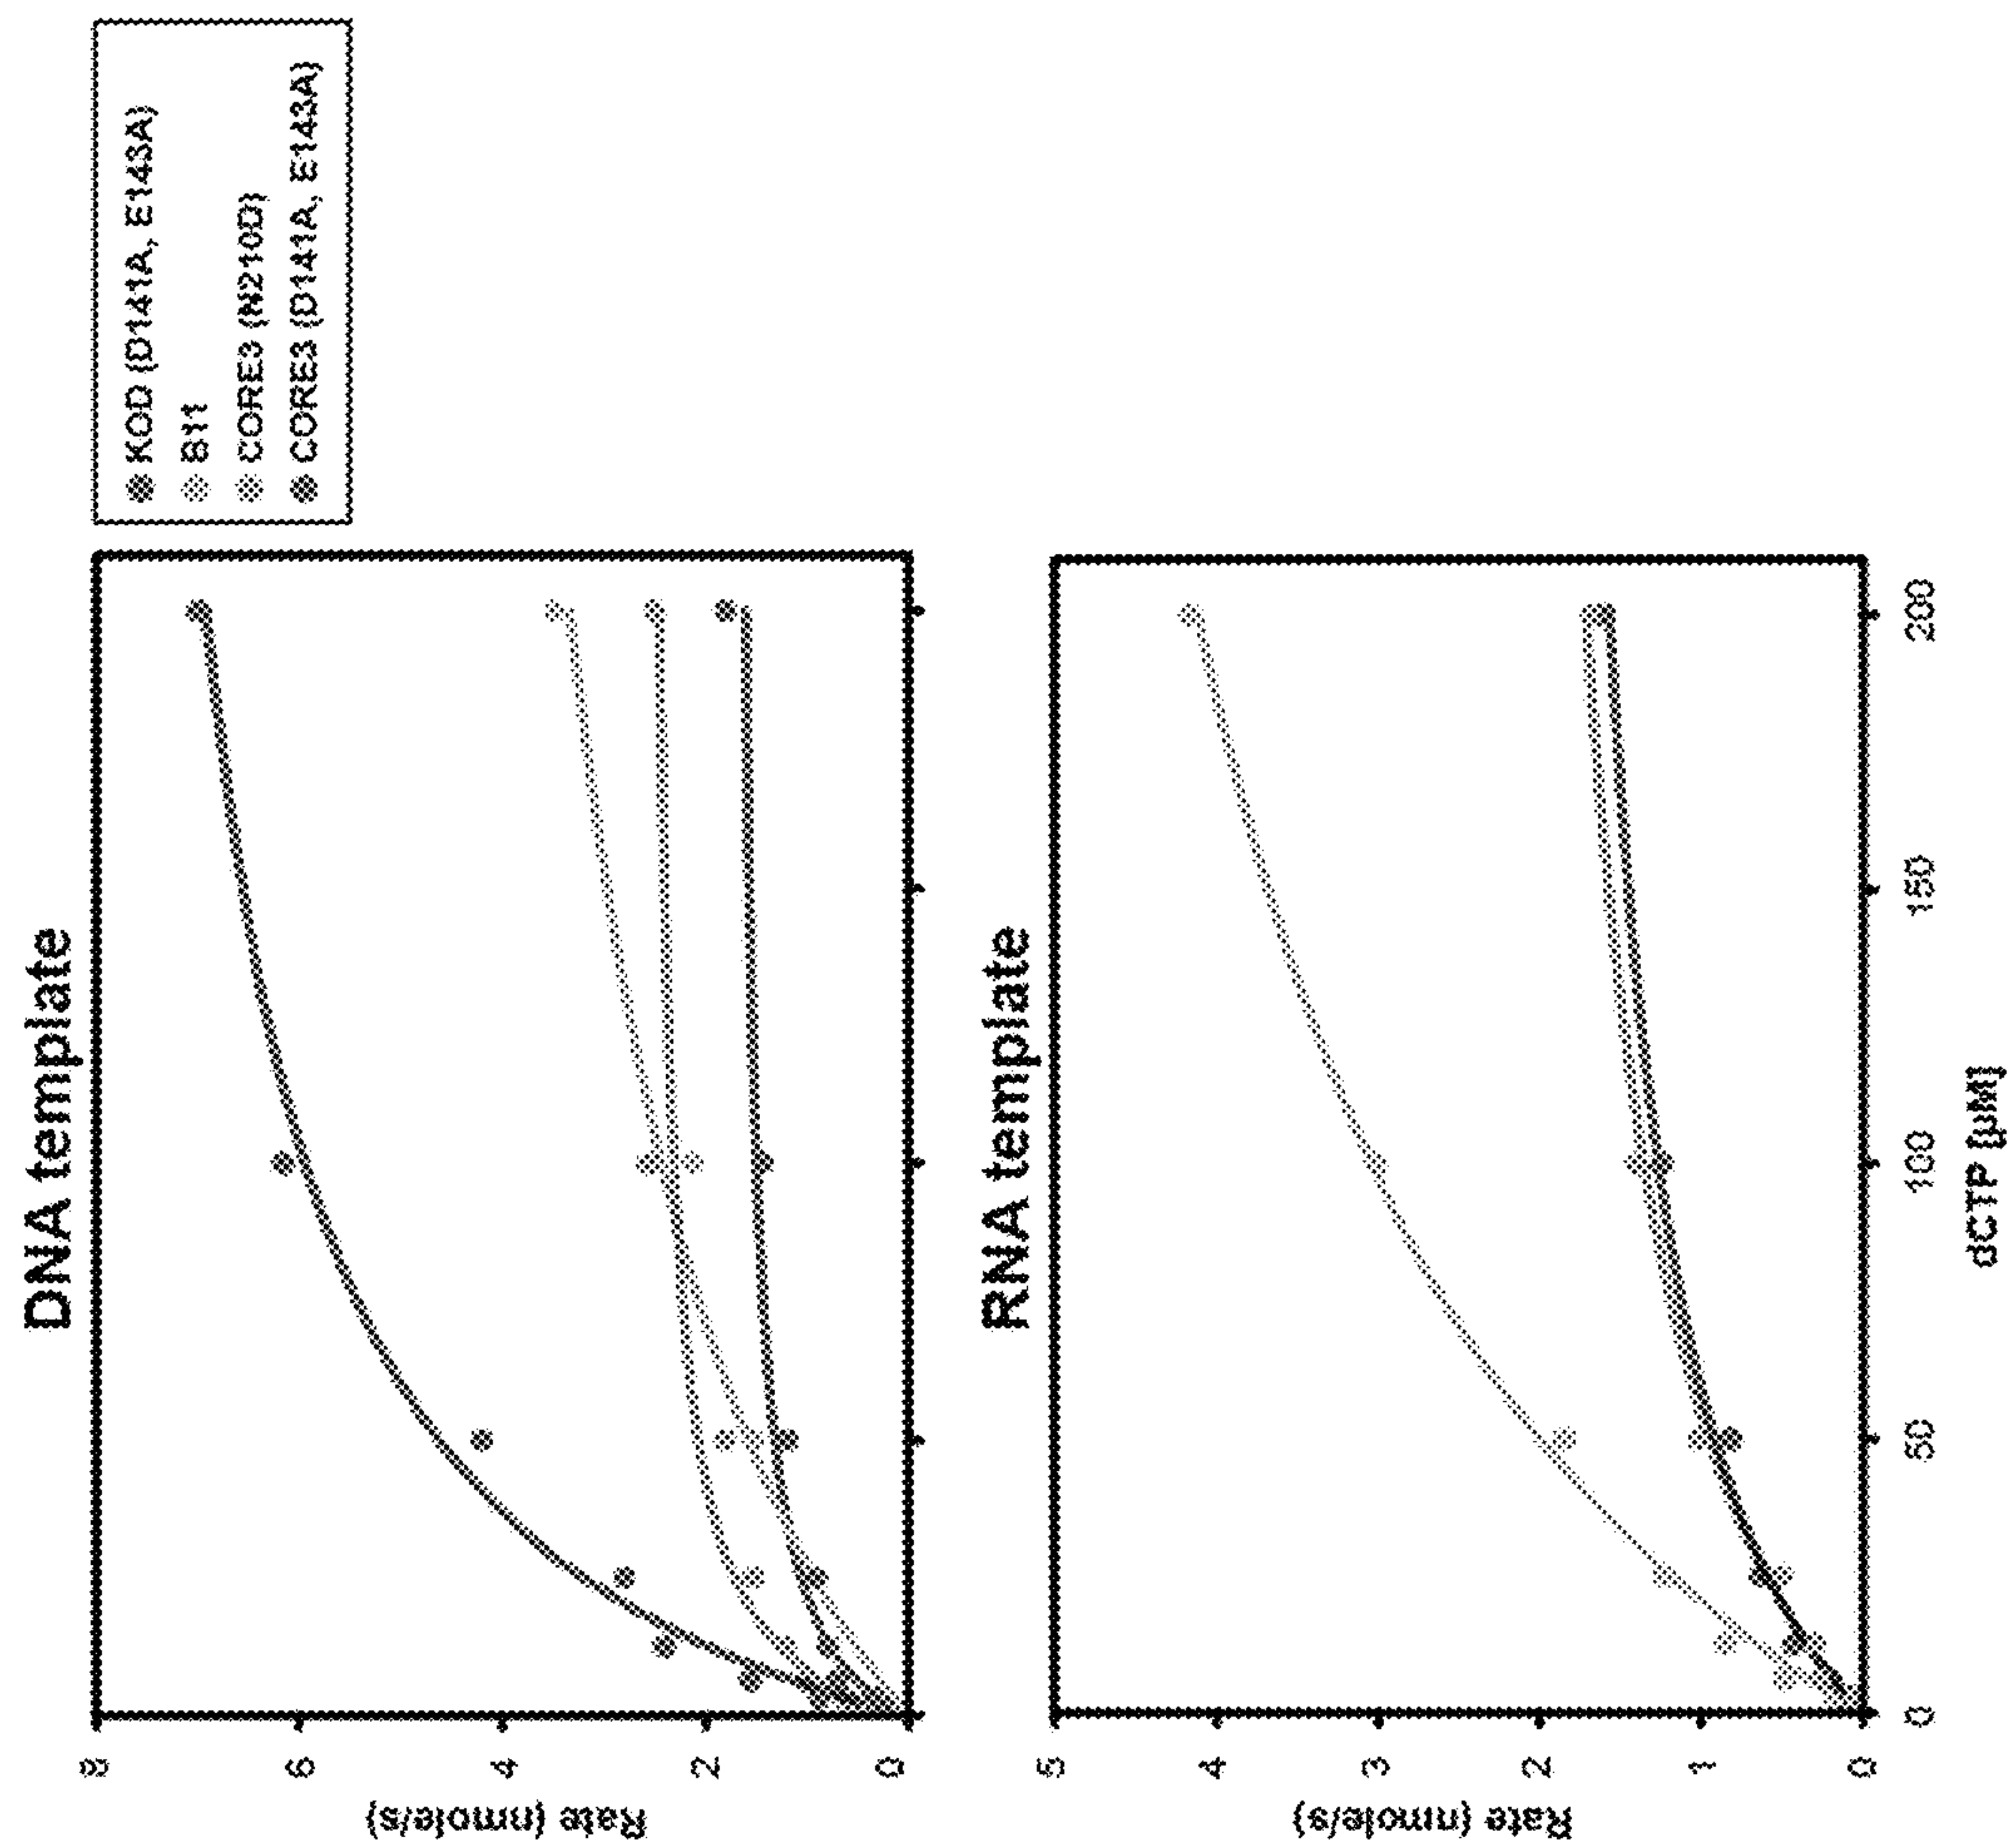 DNA template
KOD (D141A, E143A)
B11
CORE3 (N210D)
CORE3 (D141A, E143A)
8
6
4
2
0
Rate (nmole/s)
RNA template
5
4
3
2
1
0
Rate (nmole/s)
0 50 100 150 200
dCTP [µM]